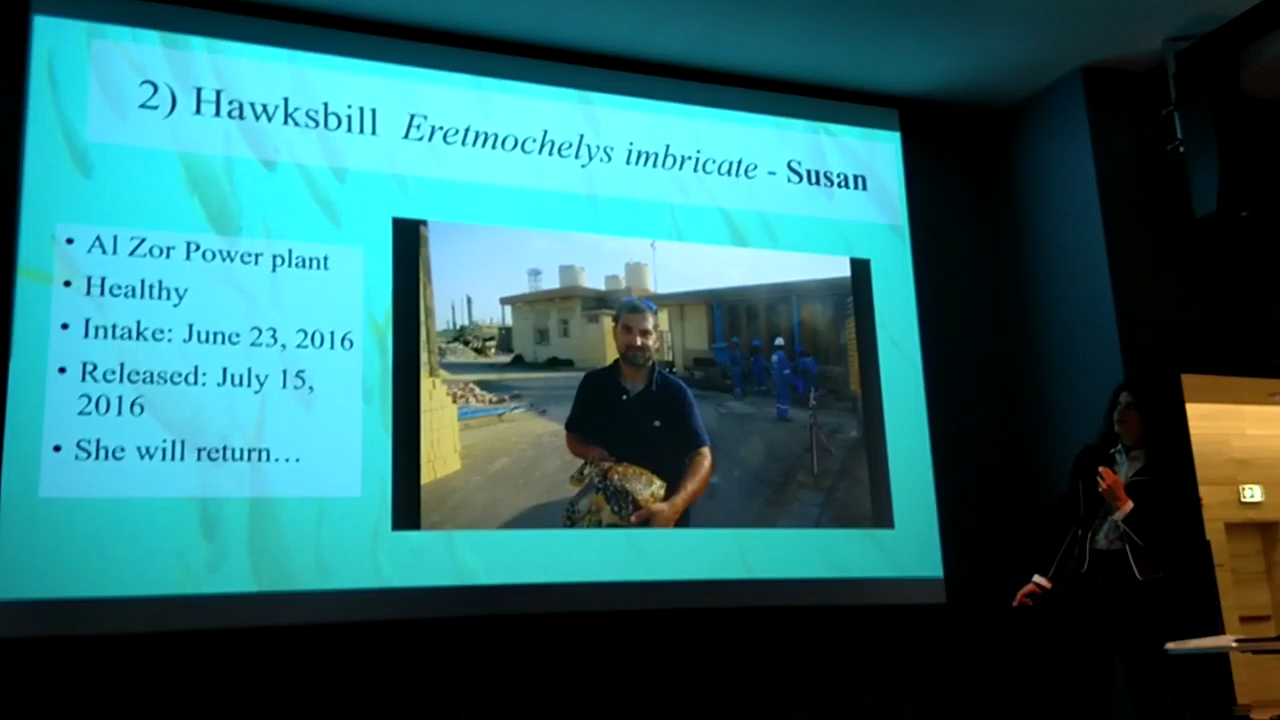 2) Hawksbill Eretmochelys imbricate - Susan
• Al Zor Power plant
• Healthy
• Intake: June 23, 2016
• Released: July 15,
2016
• She will return…